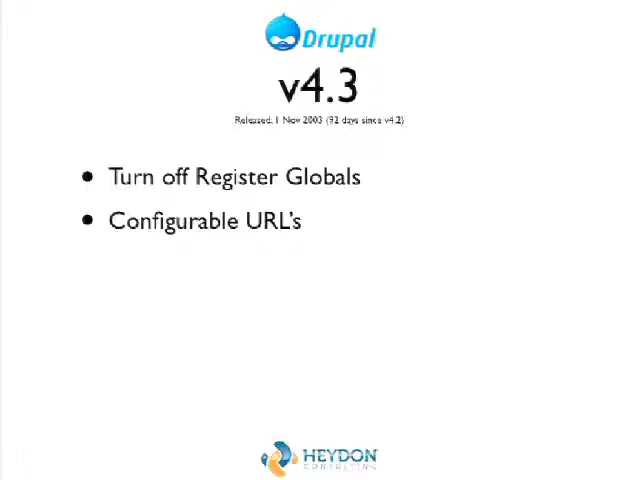 Drupal
v4.3
Released: 1 Nov 2003 (92 days since v4.2)
• Turn off Register Globals
• Configurable URL's
HEYDON
CONSULTING